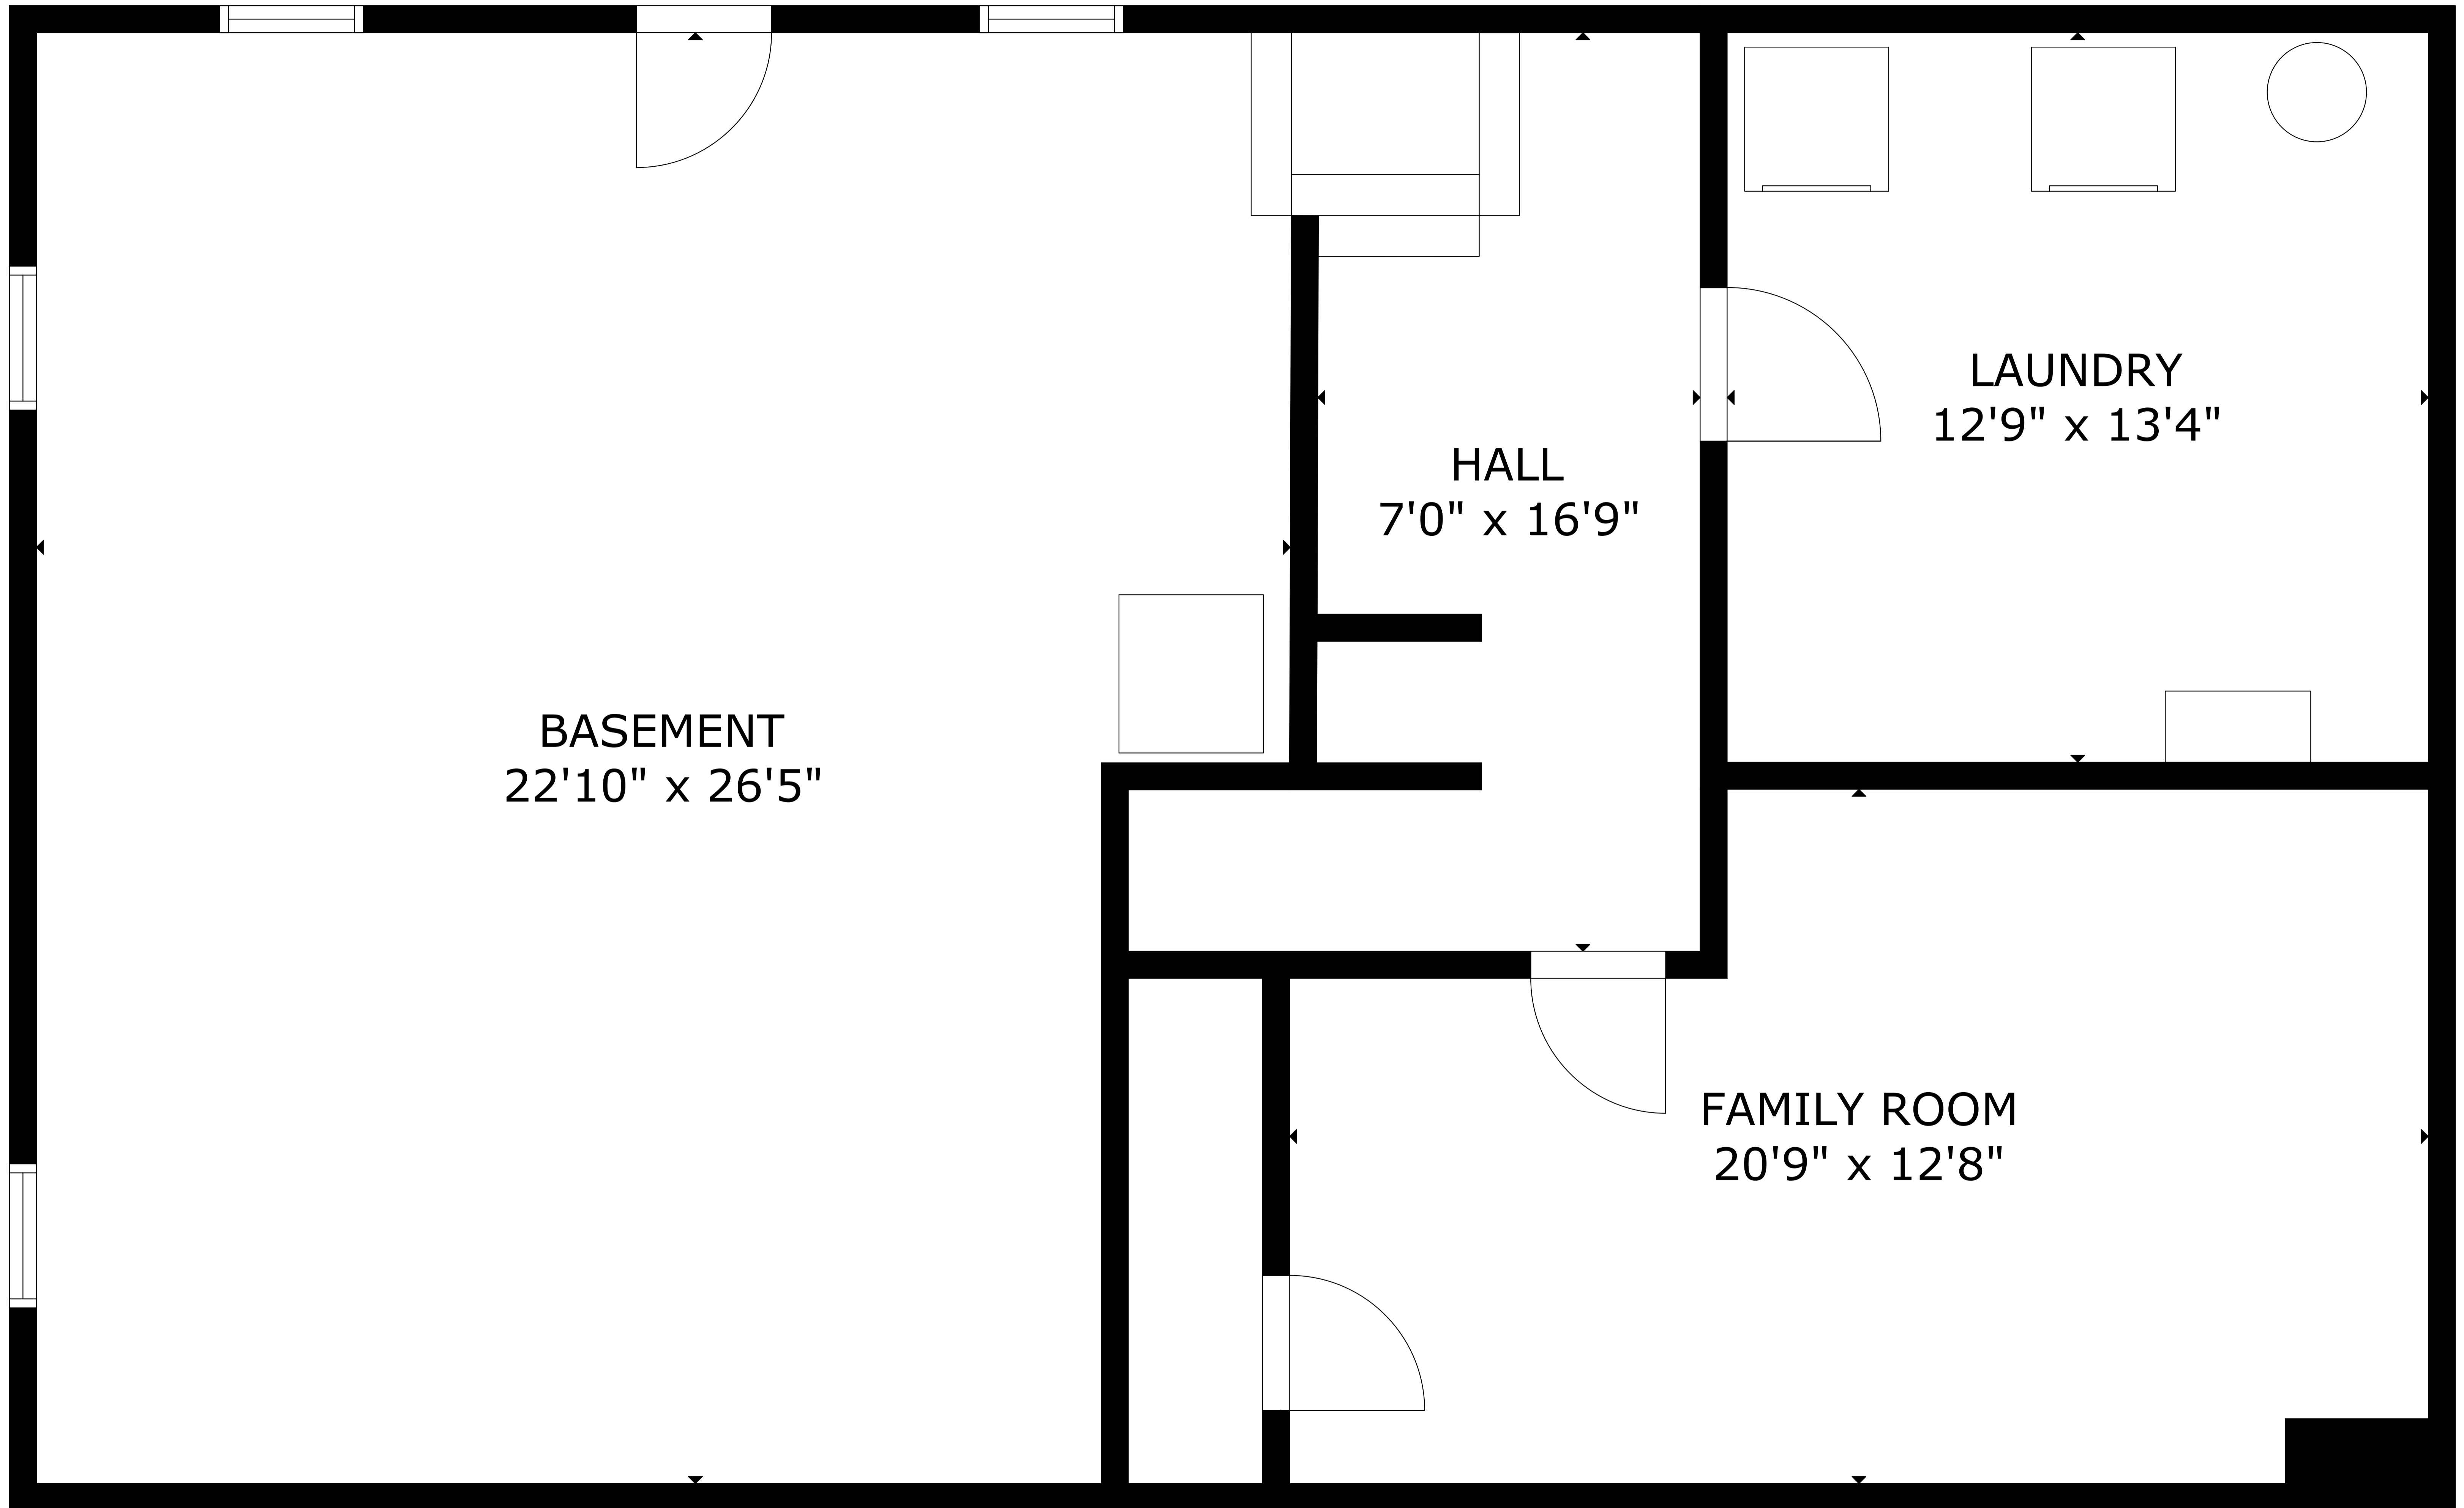 LAUNDRY
12'9" x 13'4"
HALL
7'0" x 16'9"
BASEMENT
22'10" x 26'5"
FAMILY ROOM
20'9" x 12'8"